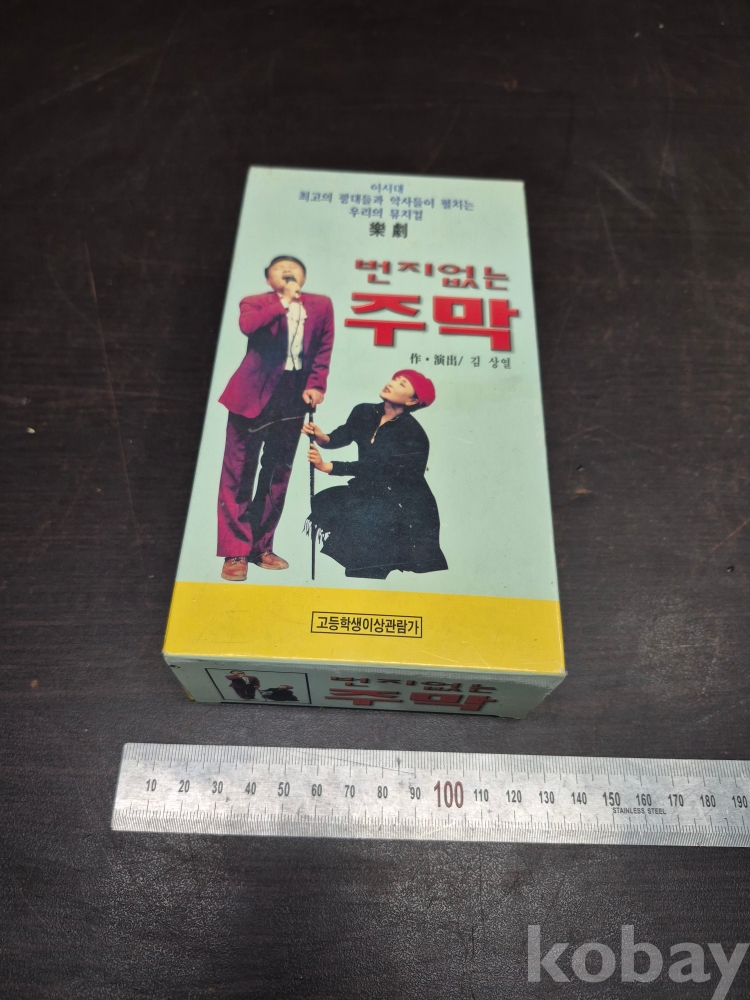 이시대
최고의 광대들과 악사들이 펼치는
우리의 뮤지컬
樂劇
번지없는
주막
作·演出/ 김 상열
고등학생이상관람가
번지없는
주막
10 20 30 40 50 60 70 80 90 100 110 120 130 140 150 160 170 180 190
STAINLESS STEEL
kobay